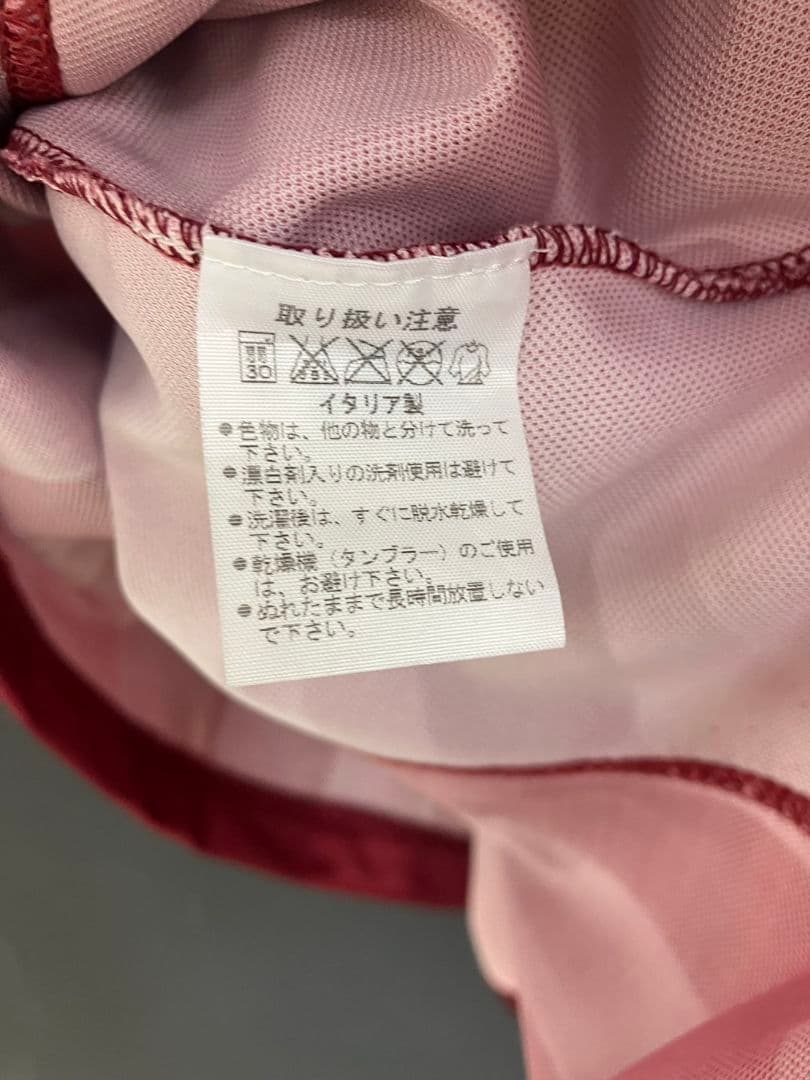 取り扱い注意
30
イタリア製
●色物は、他の物と分けて洗って
下さい。
●漂白剤入りの洗剤使用は避けて
下さい。
●洗濯後は、すぐに脱水乾燥して
下さい。
●乾燥機（タンブラー）のご使用
は、お避け下さい。
●ぬれたままで長時間放置しない
で下さい。